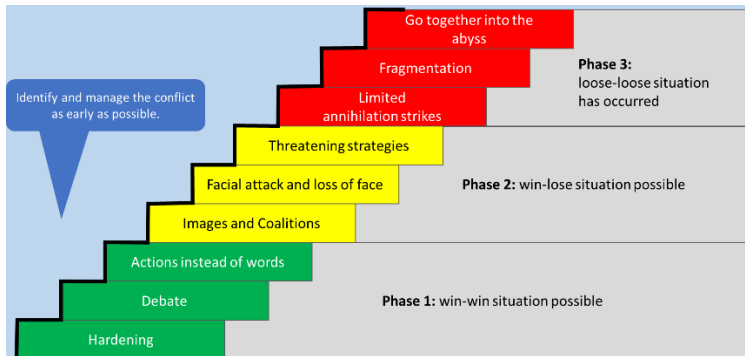 Go together into the
abyss
Fragmentation
Limited
annihilation strikes
Phase 3:
loose-loose situation
has occurred
Identify and manage the conflict
as early as possible.
Threatening strategies
Facial attack and loss of face
Images and Coalitions
Phase 2: win-lose situation possible
Actions instead of words
Debate
Hardening
Phase 1: win-win situation possible